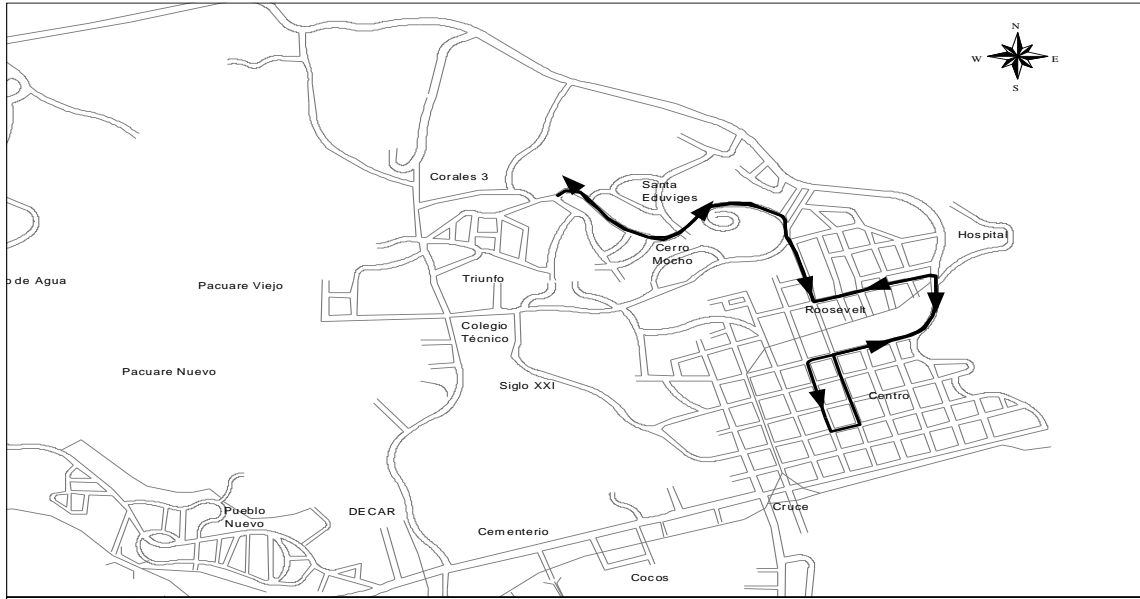 N
W E
S
Corales 3
Santa
Eduviges
Hospital
Cerro
Mocho
o de Agua
Pacuare Viejo
Triunfo
Roosevelt
Colegio
Técnico
Pacuare Nuevo
Siglo XXI
Centro
Pueblo
Nuevo
DECAR
Cruce
Cementerio
Cocos